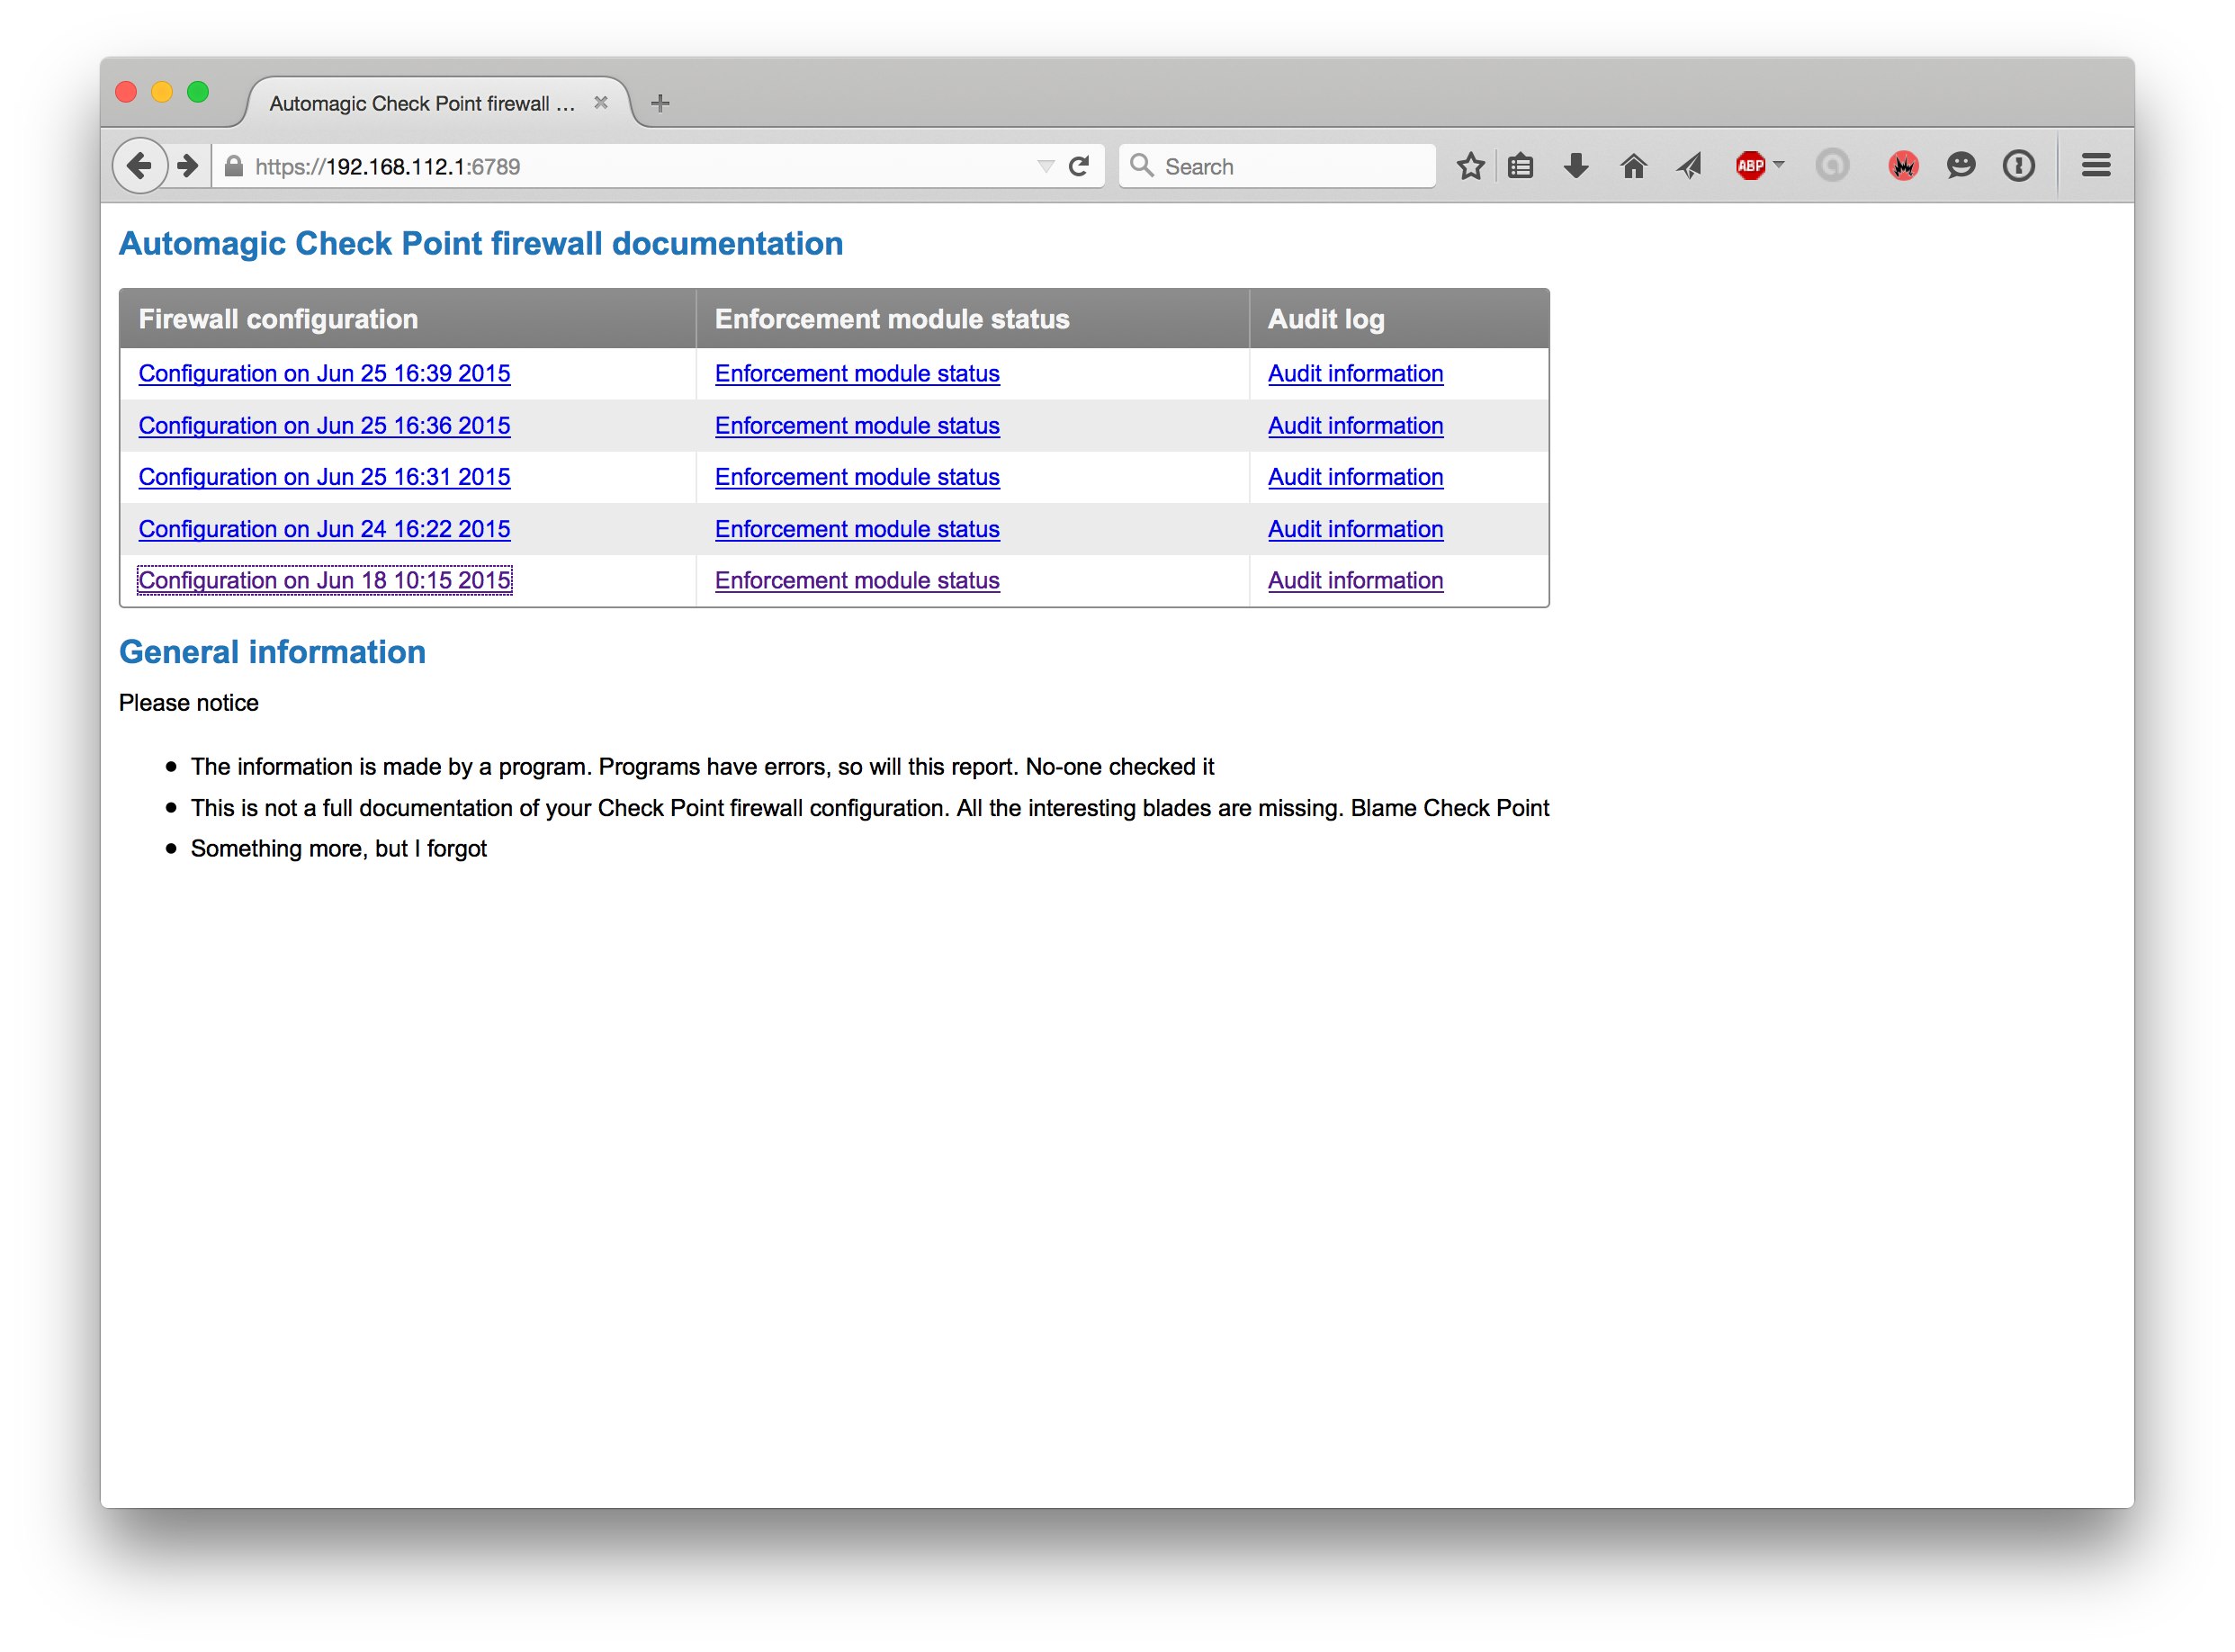 Automagic Check Point firewall ...
https://192.168.112.1:6789
Search
ABP
Automagic Check Point firewall documentation
Firewall configuration Enforcement module status Audit log
Configuration on Jun 25 16:39 2015 Enforcement module status Audit information
Configuration on Jun 25 16:36 2015 Enforcement module status Audit information
Configuration on Jun 25 16:31 2015 Enforcement module status Audit information
Configuration on Jun 24 16:22 2015 Enforcement module status Audit information
Configuration on Jun 18 10:15 2015 Enforcement module status Audit information
General information
Please notice
The information is made by a program. Programs have errors, so will this report. No-one checked it
This is not a full documentation of your Check Point firewall configuration. All the interesting blades are missing. Blame Check Point
Something more, but I forgot